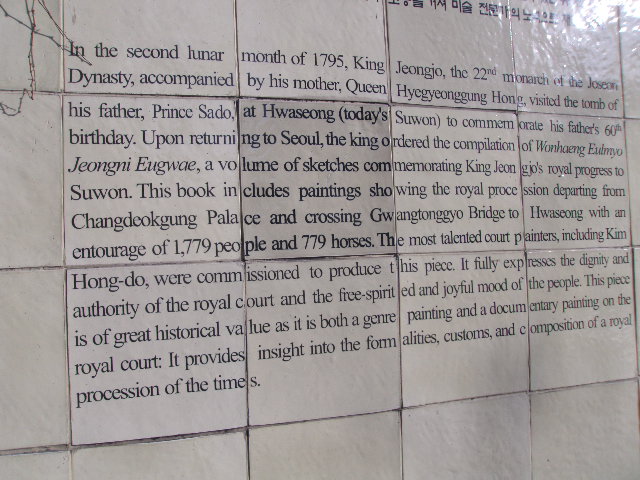 In the second lunar month of 1795, King Jeongjo, the 22nd monarch of the Joseon
Dynasty, accompanied by his mother, Queen Hyegyeonggung Hong, visited the tomb of
his father, Prince Sado, at Hwaseong (today's Suwon) to commemorate his father's 60th
birthday. Upon returning to Seoul, the king ordered the compilation of Wonhaeng Eulmyo
Jeongni Eugwae, a volume of sketches commemorating King Jeongjo's royal progress to
Suwon. This book includes paintings showing the royal procession departing from
Changdeokgung Palace and crossing Gwangtonggyo Bridge to Hwaseong with an
entourage of 1,779 people and 779 horses. The most talented court painters, including Kim
Hong-do, were commissioned to produce this piece. It fully expresses the dignity and
authority of the royal court and the free-spirited and joyful mood of the people. This piece
is of great historical value as it is both a genre painting and a documentary painting on the
royal court: It provides insight into the formalities, customs, and composition of a royal
procession of the times.